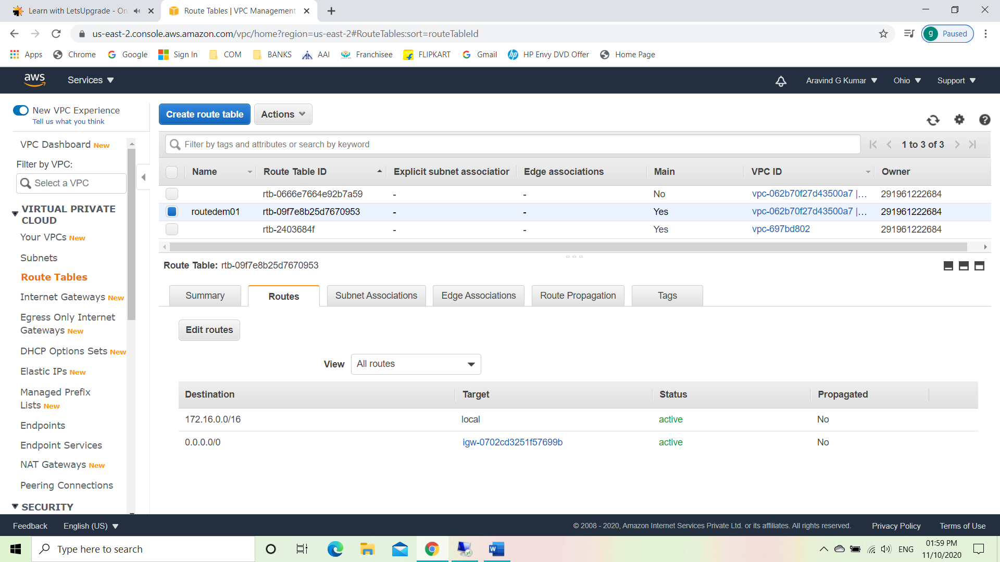 Learn with LetsUpgrade - On
Route Tables | VPC Management
us-east-2.console.aws.amazon.com/vpc/home?region=us-east-2#RouteTables:sort=routeTableId
g Paused
Apps Chrome Google Sign In COM BANKS AAI Franchisee FLIPKART Gmail HP Envy DVD Offer Home Page
aws Services Aravind G Kumar Ohio Support
New VPC Experience
Tell us what you think
VPC Dashboard New
Filter by VPC:
Select a VPC
VIRTUAL PRIVATE
CLOUD
Your VPCs New
Subnets
Route Tables
Internet Gateways New
Egress Only Internet
Gateways New
DHCP Options Sets New
Elastic IPs New
Managed Prefix
Lists New
Endpoints
Endpoint Services
NAT Gateways New
Peering Connections
SECURITY
Create route table Actions
Filter by tags and attributes or search by keyword
1 to 3 of 3
Name Route Table ID Explicit subnet association Edge associations Main VPC ID Owner
rtb-0666e7664e92b7a59 - - No vpc-062b70f27d43500a7 |... 291961222684
routedem01 rtb-09f7e8b25d7670953 - - Yes vpc-062b70f27d43500a7 |... 291961222684
rtb-2403684f - - Yes vpc-697bd802 291961222684
Route Table: rtb-09f7e8b25d7670953
Summary Routes Subnet Associations Edge Associations Route Propagation Tags
Edit routes
View All routes
Destination Target Status Propagated
172.16.0.0/16 local active No
0.0.0.0/0 igw-0702cd3251f57699b active No
Feedback English (US) © 2008 - 2020, Amazon Internet Services Private Ltd. or its affiliates. All rights reserved. Privacy Policy Terms of Use
Type here to search
ENG
01:59 PM
11/10/2020